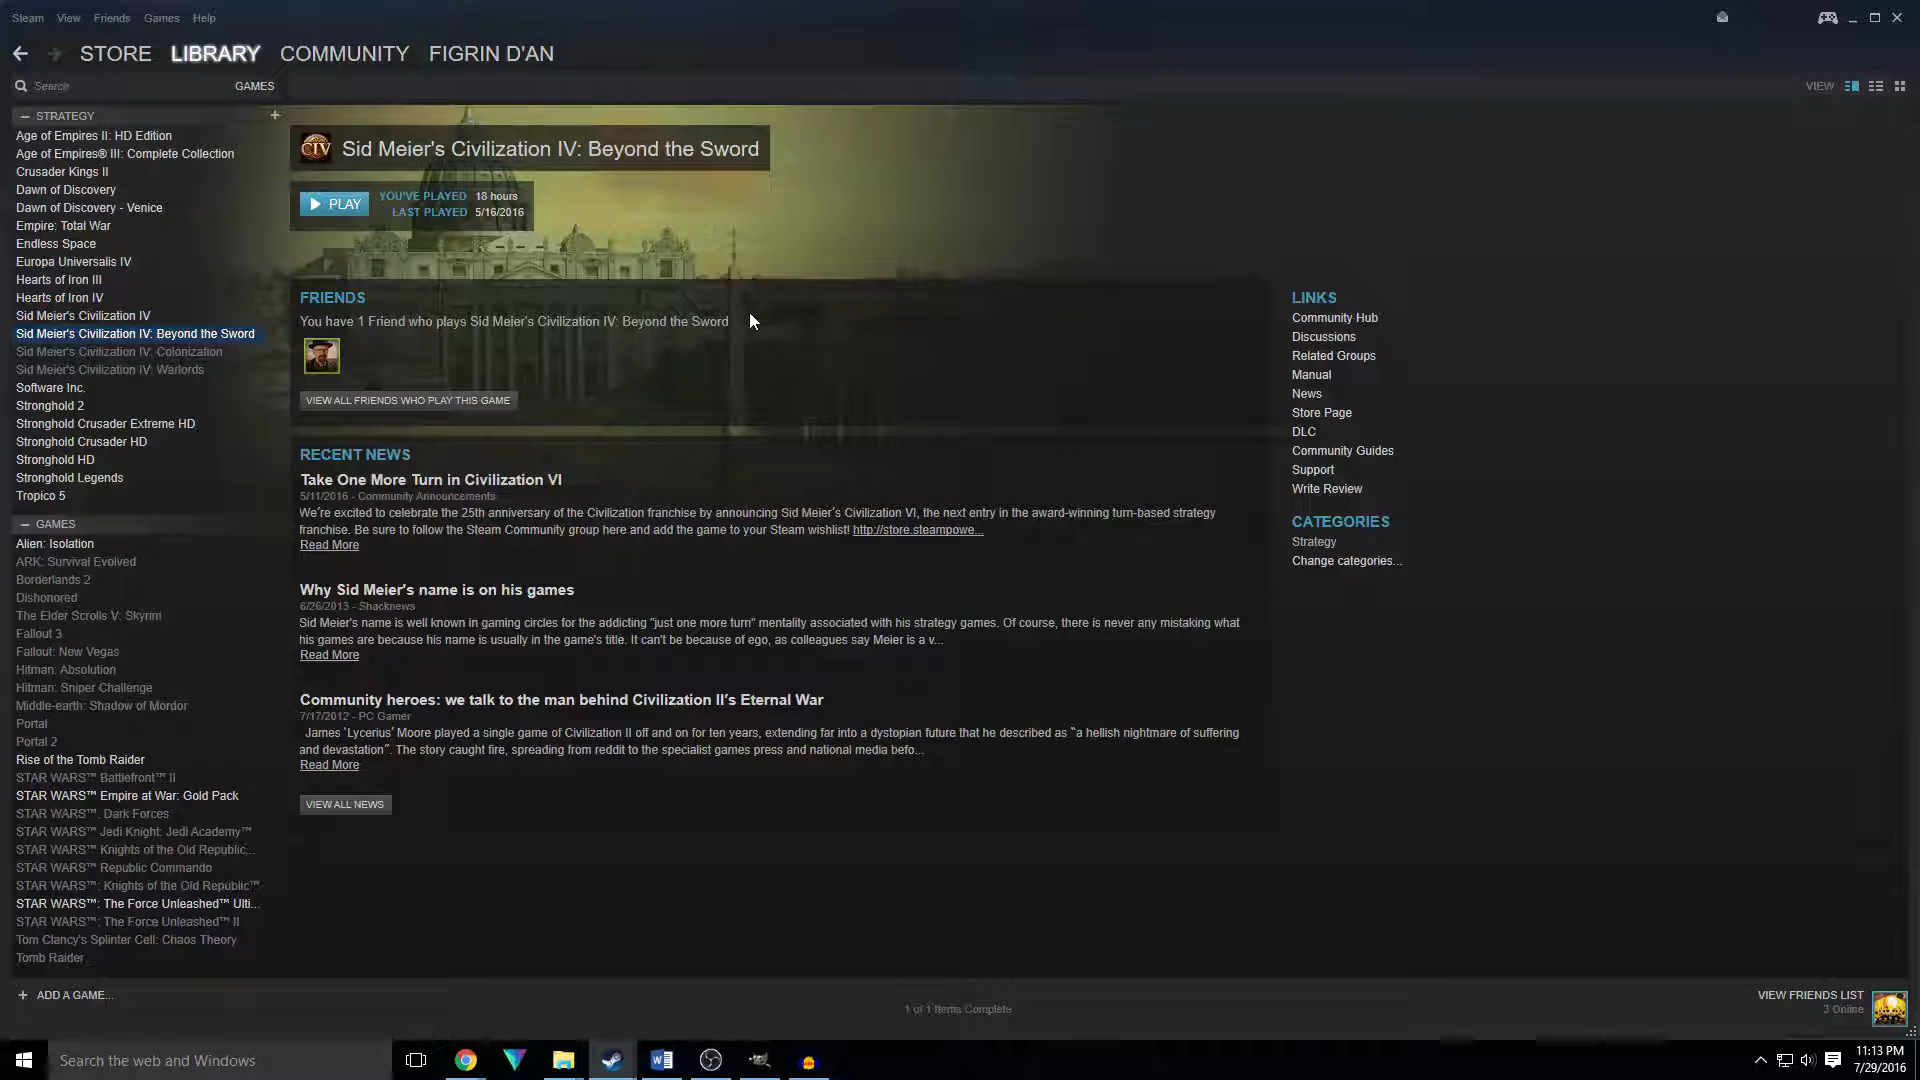 Steam View Friends Games Help
STORE LIBRARY COMMUNITY FIGRIN D'AN
Search GAMES VIEW
STRATEGY
Age of Empires II: HD Edition
Age of Empires® III: Complete Collection
Crusader Kings II
Dawn of Discovery
Dawn of Discovery - Venice
Empire: Total War
Endless Space
Europa Universalis IV
Hearts of Iron III
Hearts of Iron IV
Sid Meier's Civilization IV
Sid Meier's Civilization IV: Beyond the Sword
Sid Meier's Civilization IV: Colonization
Sid Meier's Civilization IV: Warlords
Software Inc.
Stronghold 2
Stronghold Crusader Extreme HD
Stronghold Crusader HD
Stronghold HD
Stronghold Legends
Tropico 5
GAMES
Alien: Isolation
ARK: Survival Evolved
Borderlands 2
Dishonored
The Elder Scrolls V: Skyrim
Fallout 3
Fallout: New Vegas
Hitman: Absolution
Hitman: Sniper Challenge
Middle-earth: Shadow of Mordor
Portal
Portal 2
Rise of the Tomb Raider
STAR WARS™ Battlefront™ II
STAR WARS™ Empire at War: Gold Pack
STAR WARS™: Dark Forces
STAR WARS™ Jedi Knight: Jedi Academy™
STAR WARS™ Knights of the Old Republic...
STAR WARS™ Republic Commando
STAR WARS™: Knights of the Old Republic™
STAR WARS™: The Force Unleashed™ Ulti...
STAR WARS™: The Force Unleashed™ II
Tom Clancy's Splinter Cell: Chaos Theory
Tomb Raider
+ ADD A GAME...
CIV Sid Meier's Civilization IV: Beyond the Sword
PLAY
YOU'VE PLAYED 18 hours
LAST PLAYED 5/16/2016
FRIENDS
You have 1 Friend who plays Sid Meier's Civilization IV: Beyond the Sword
VIEW ALL FRIENDS WHO PLAY THIS GAME
RECENT NEWS
Take One More Turn in Civilization VI
5/11/2016 - Community Announcements
We're excited to celebrate the 25th anniversary of the Civilization franchise by announcing Sid Meier's Civilization VI, the next entry in the award-winning turn-based strategy
franchise. Be sure to follow the Steam Community group here and add the game to your Steam wishlist! http://store.steampowe...
Read More
Why Sid Meier's name is on his games
6/26/2013 - Shacknews
Sid Meier's name is well known in gaming circles for the addicting "just one more turn" mentality associated with his strategy games. Of course, there is never any mistaking what
his games are because his name is usually in the game's title. It can't be because of ego, as colleagues say Meier is a v...
Read More
Community heroes: we talk to the man behind Civilization II's Eternal War
7/17/2012 - PC Gamer
James 'Lycerius' Moore played a single game of Civilization II off and on for ten years, extending far into a dystopian future that he described as "a hellish nightmare of suffering
and devastation". The story caught fire, spreading from reddit to the specialist games press and national media befo...
Read More
VIEW ALL NEWS
LINKS
Community Hub
Discussions
Related Groups
Manual
News
Store Page
DLC
Community Guides
Support
Write Review
CATEGORIES
Strategy
Change categories...
1 of 1 Items Complete
VIEW FRIENDS LIST
3 Online
Search the web and Windows
11:13 PM
7/29/2016